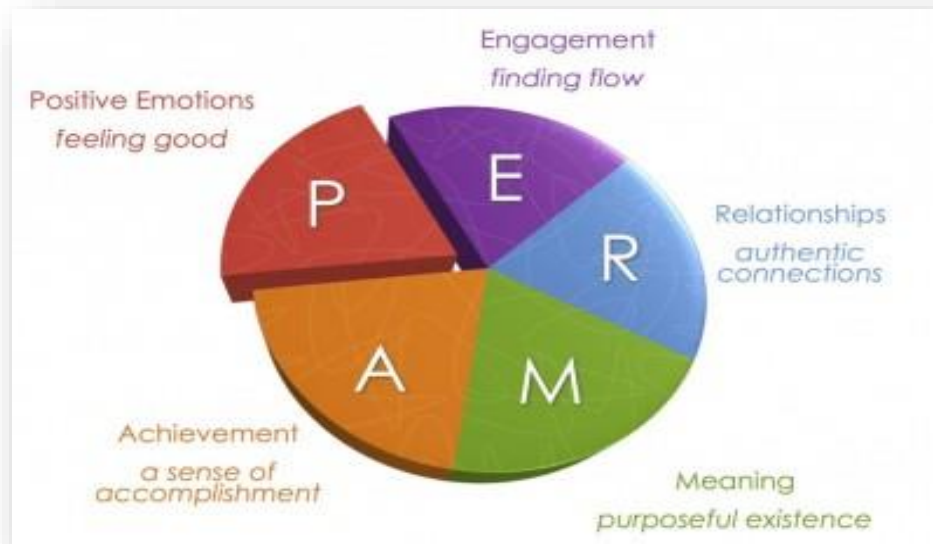 Engagement
finding flow
Positive Emotions
feeling good
P
E
R
Relationships
authentic
connections
A
M
Achievement
a sense of
accomplishment
Meaning
purposeful existence